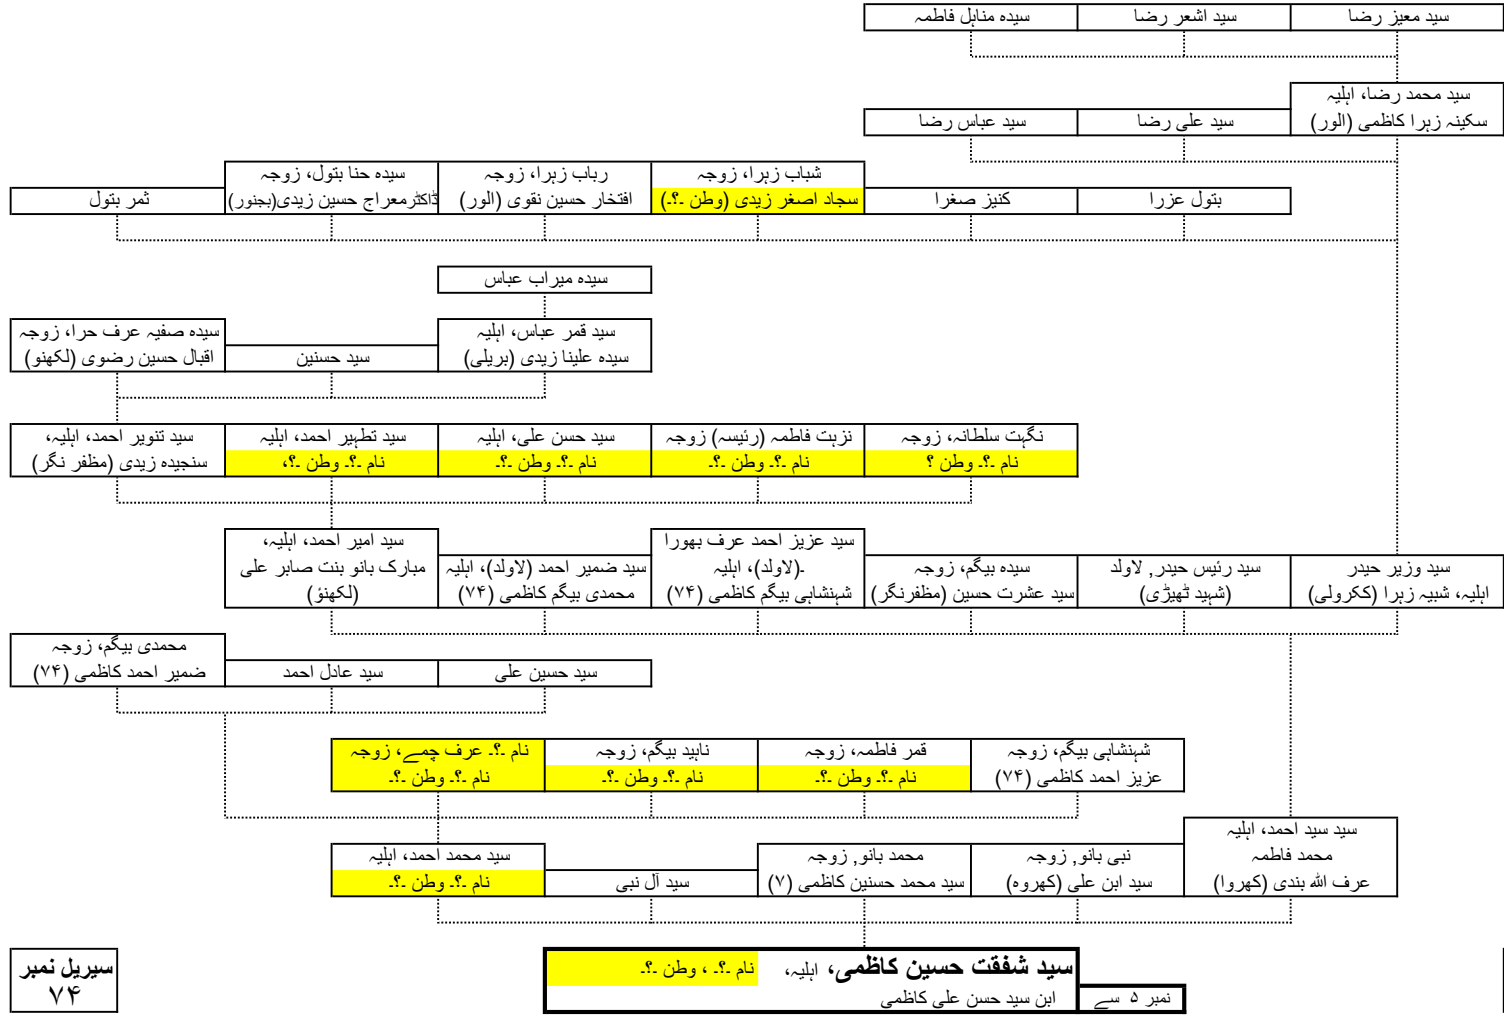 سید معیز رضا
سید اشعر رضا
سیدہ مناہل فاطمہ
سید محمد رضا، اہلیہ
سکینہ زہرا کاظمی (الور)
سید علی رضا
سید عباس رضا
بتول عزرا
کنیز صغرا
شباب زہرا، زوجہ
سجاد اصغر زیدی (وطن ۔؟۔)
رباب زہرا، زوجہ
افتخار حسین نقوی (الور)
سیدہ حنا بتول، زوجہ
ڈاکٹرمعراج حسین زیدی(بجنور)
ثمر بتول
سیدہ میراب عباس
سید قمر عباس، اہلیہ
سیدہ علینا زیدی (بریلی)
سید حسنین
سیدہ صفیہ عرف حرا، زوجہ
اقبال حسین رضوی (لکھنو)
نگہت سلطانہ، زوجہ
نام ۔؟۔ وطن ؟
نزہت فاطمہ (رئیسہ) زوجہ
نام ۔؟۔ وطن ۔؟۔
سید حسن علی، اہلیہ
نام ۔؟۔ وطن ۔؟۔
سید تطہیر احمد، اہلیہ
نام ۔؟۔ وطن ۔؟،
سید تنویر احمد، اہلیہ،
سنجیدہ زیدی (مظفر نگر)
سید وزیر حیدر
اہلیہ، شبیہ زہرا (ککرولی)
سید رئیس حیدر, لاولد
(شہید ٹھیڑی)
سیدہ بیگم، زوجہ
سید عشرت حسین (مظفرنگر)
سید عزیز احمد عرف بھورا
۔(لاولد)، اہلیہ
شہنشاہی بیگم کاظمی (۷۴)
سید ضمیر احمد (لاولد)، اہلیہ
محمدی بیگم کاظمی (۷۴)
سید امیر احمد، اہلیہ،
مبارک بانو بنت صابر علی
(لکھنؤ)
سید حسین علی
سید عادل احمد
محمدی بیگم، زوجہ
ضمیر احمد کاظمی (۷۴)
شہنشاہی بیگم، زوجہ
عزیز احمد کاظمی (۷۴)
قمر فاطمہ، زوجہ
نام ۔؟۔ وطن ۔؟۔
ناہید بیگم، زوجہ
نام ۔؟۔ وطن ۔؟۔
نام ۔؟۔ عرف چمے، زوجہ
نام ۔؟۔ وطن ۔؟۔
سید سید احمد، اہلیہ
محمد فاطمہ
عرف اللہ بندی (کھروا)
نبی بانو, زوجہ
سید ابن علی (کھروہ)
محمد بانو, زوجہ
سید محمد حسنین کاظمی (۷)
سید آل نبی
سید محمد احمد، اہلیہ
نام ۔؟۔ وطن ۔؟۔
سید شفقت حسین کاظمی، اہلیہ، نام ۔؟۔ ، وطن ۔؟۔
ابن سید حسن علی کاظمی
نمبر ۵ سے
سیریل نمبر
۷۴